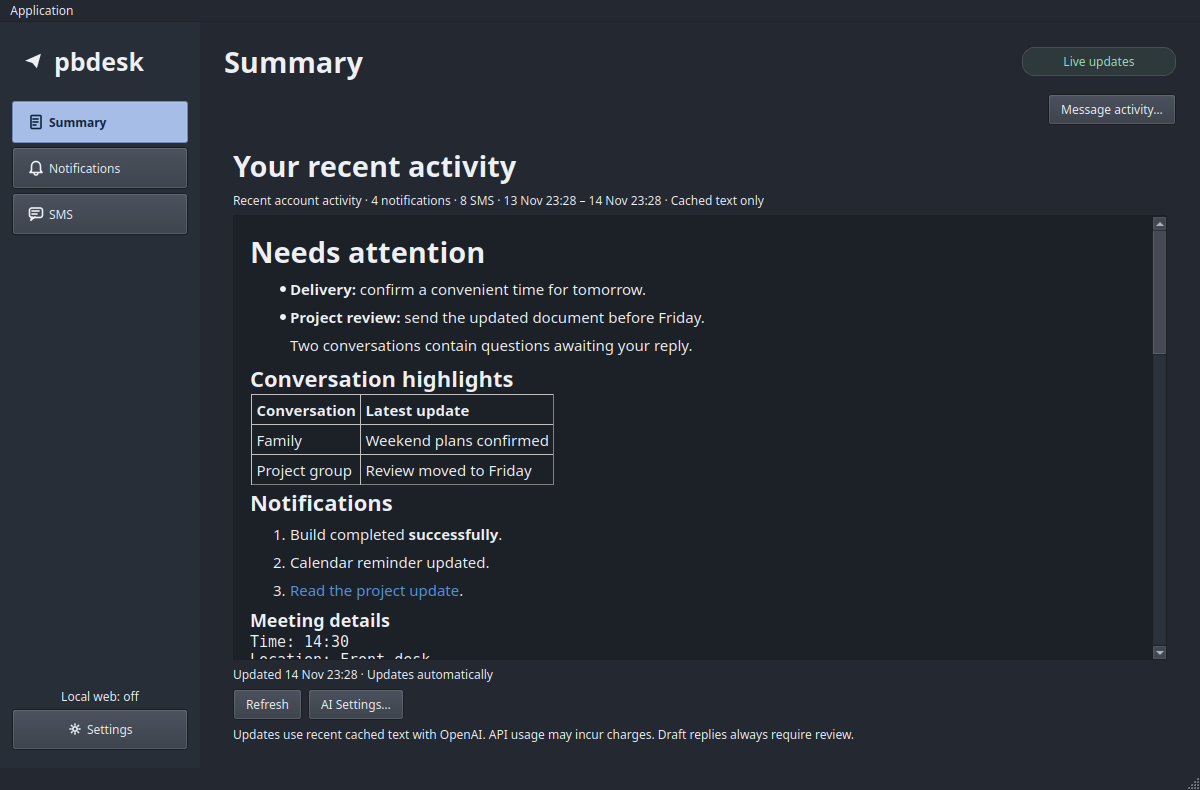 Application
pbdesk
Summary
Notifications
SMS
Local web: off
Settings
Summary
Live updates
Message activity...
Your recent activity
Recent account activity · 4 notifications · 8 SMS · 13 Nov 23:28 – 14 Nov 23:28 · Cached text only
Needs attention
• Delivery: confirm a convenient time for tomorrow.
• Project review: send the updated document before Friday.
Two conversations contain questions awaiting your reply.
Conversation highlights
Conversation Latest update
Family Weekend plans confirmed
Project group Review moved to Friday
Notifications
1. Build completed successfully.
2. Calendar reminder updated.
3. Read the project update.
Meeting details
Time: 14:30
Location: Front desk
Updated 14 Nov 23:28 · Updates automatically
Refresh AI Settings...
Updates use recent cached text with OpenAI. API usage may incur charges. Draft replies always require review.